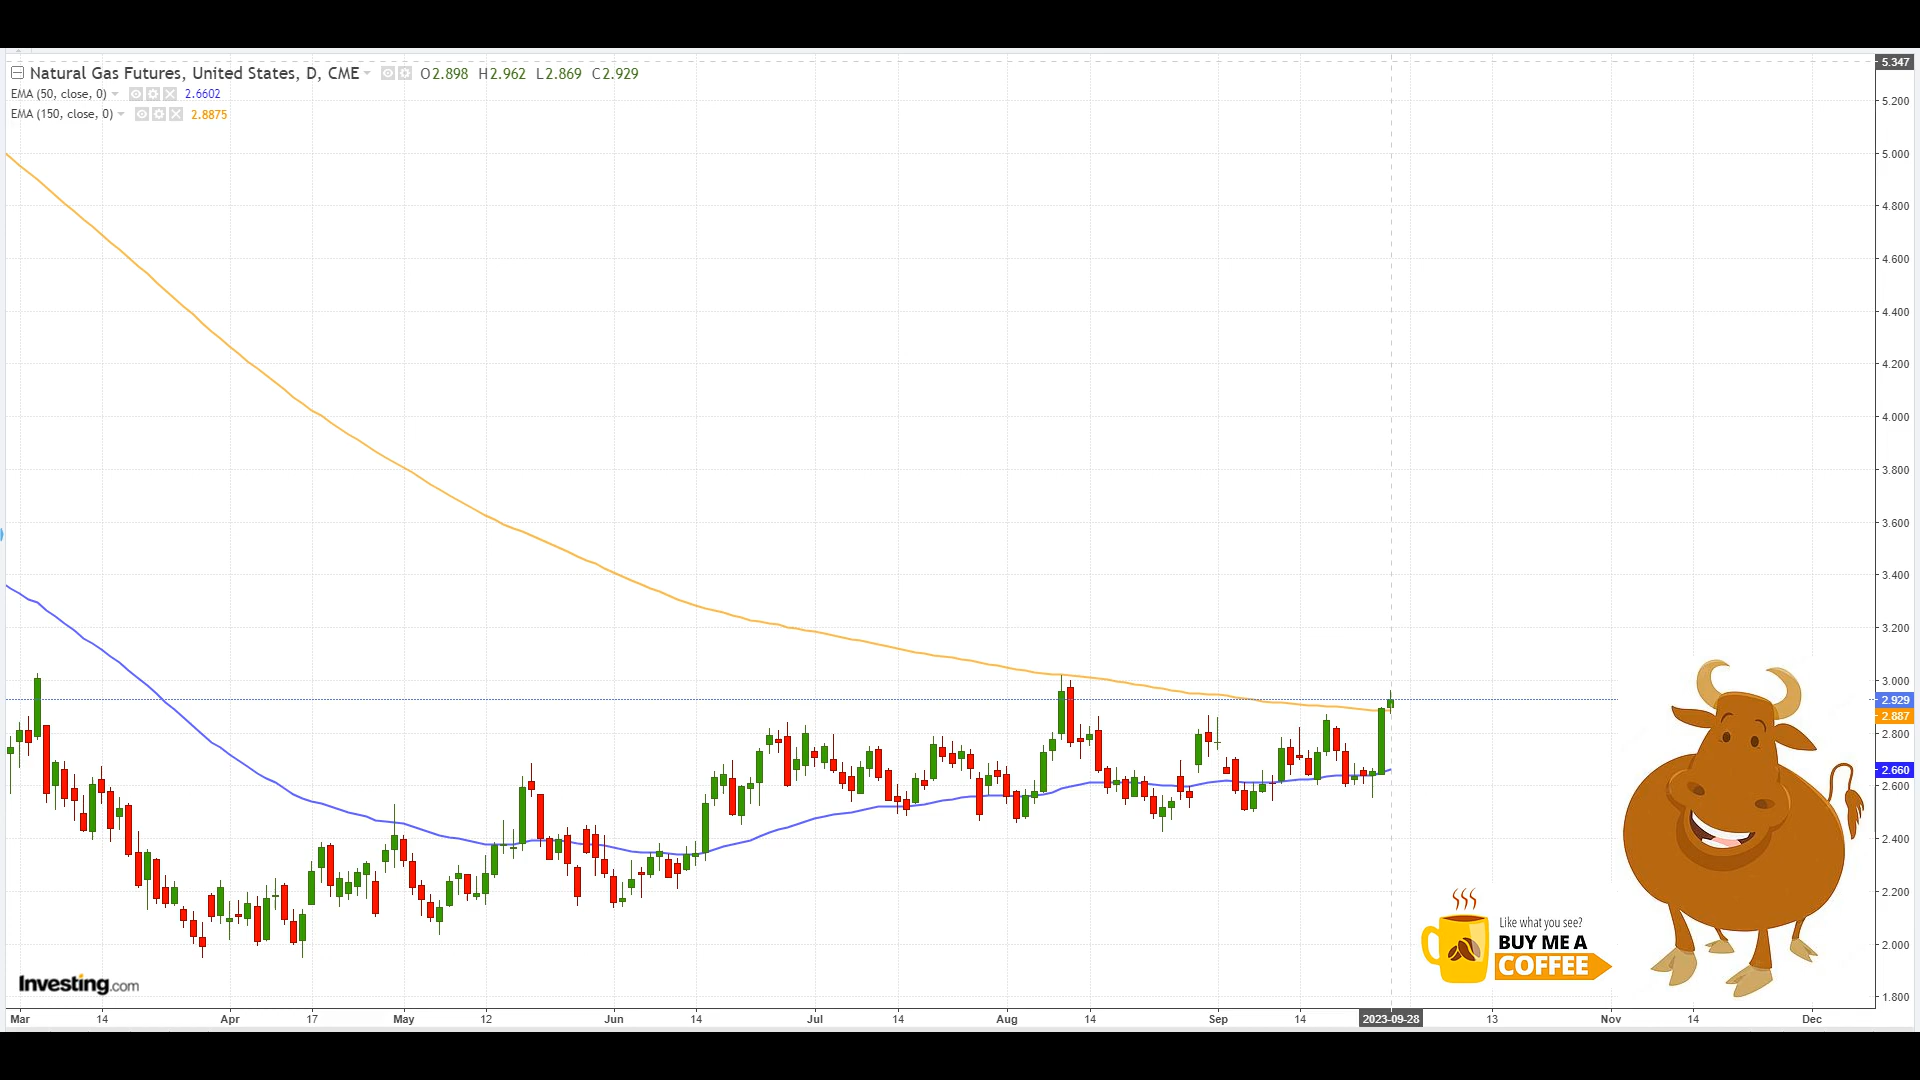 Natural Gas Futures, United States, D, CME O2.898 H2.962 L2.869 C2.929
EMA (50, close, 0) 2.6602
EMA (150, close, 0) 2.8875
5.347
5.200
5.000
4.800
4.600
4.400
4.200
4.000
3.800
3.600
3.400
3.200
3.000
2.929
2.887
2.800
2.660
2.600
2.400
2.200
2.000
1.800
Like what you see?
BUY ME A
COFFEE
Investing.com
Mar 14 Apr 17 May 12 Jun 14 Jul 14 Aug 14 Sep 14 2023-09-28 13 Nov 14 Dec